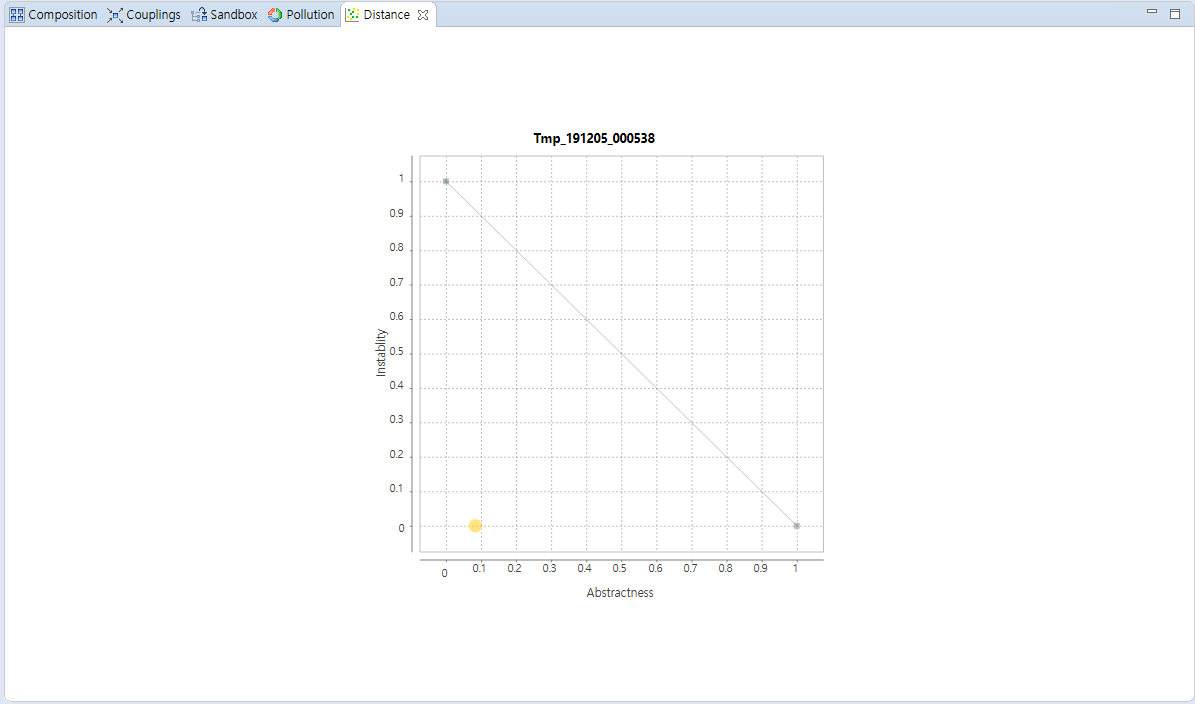 Composition Couplings Sandbox Pollution Distance
Tmp_191205_000538
1
0.9
0.8
0.7
0.6
0.5
0.4
0.3
0.2
0.1
0
Instablity
0 0.1 0.2 0.3 0.4 0.5 0.6 0.7 0.8 0.9 1
Abstractness